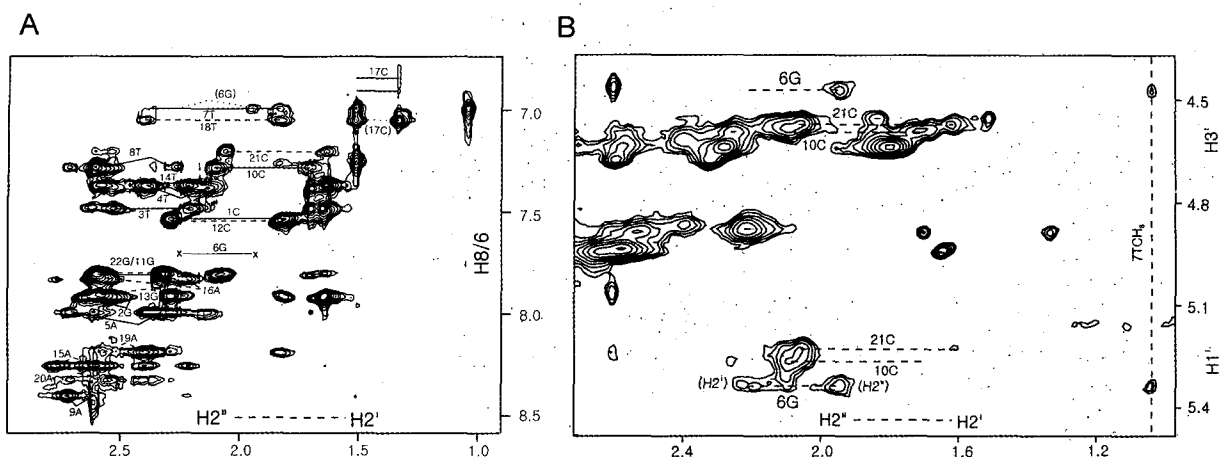 A
17C
(6G)
7T
18T
(17C)
7.0
8T
21C
14T
10C
4T
3T
1C
7.5
12C
6G
22G/11G
16A
13G
2G
8.0
5A
19A
15A
20A
9A
8.5
H2" H2'
2.5 2.0 1.5 1.0
H8/6
B
6G
21C
10C
4.5
H3'
4.8
7TCH3
5.1
21C
10C
(H2') (H2")
6G
H1'
5.4
H2" H2'
2.4 2.0 1.6 1.2